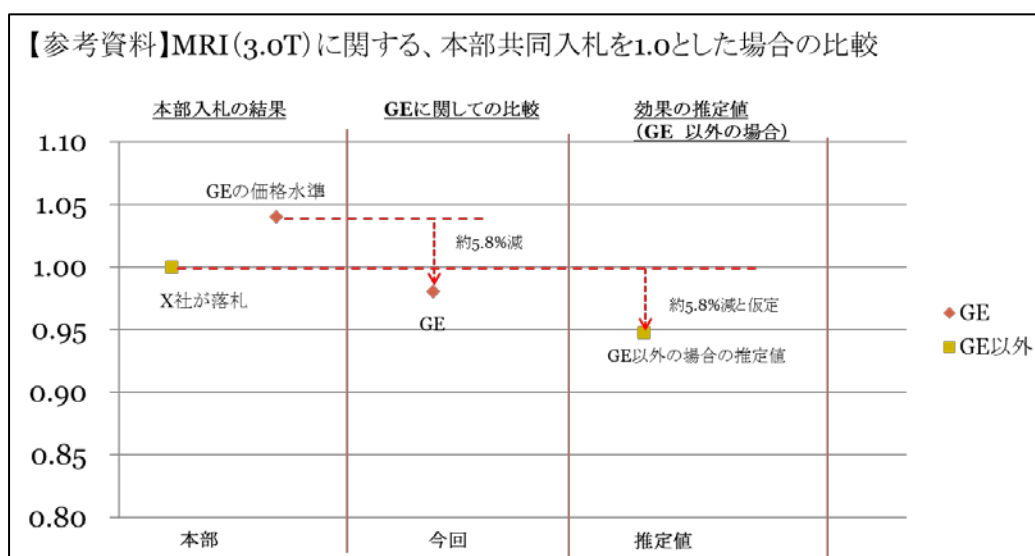 【参考資料】MRI(3.0T)に関する、本部共同入札を1.0とした場合の比較
本部入札の結果
GEに関しての比較
効果の推定値
(GE 以外の場合)
1.10
1.05
1.00
0.95
0.90
0.85
0.80
GEの価格水準
約5.8%減
X社が落札
GE
約5.8%減と仮定
GE以外の場合の推定値
GE
GE以外
本部
今回
推定値